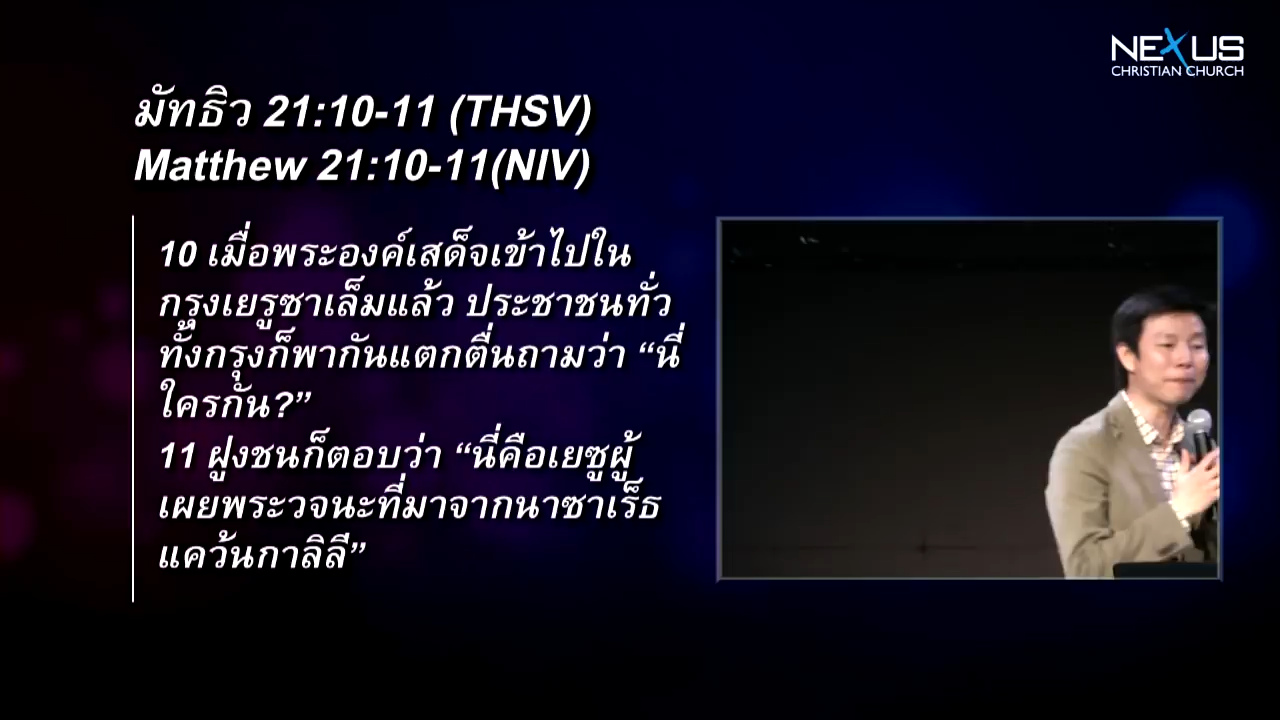 NEXUS
CHRISTIAN CHURCH
มัทธิว 21:10-11 (THSV)
Matthew 21:10-11(NIV)
10 เมื่อพระองค์เสด็จเข้าไปใน
กรุงเยรูซาเล็มแล้ว ประชาชนทั่ว
ทั้งกรุงก็พากันแตกตื่นถามว่า “นี่
ใครกัน?”
11 ฝูงชนก็ตอบว่า “นี่คือเยซูผู้
เผยพระวจนะที่มาจากนาซาเร็ธ
แคว้นกาลิลี”